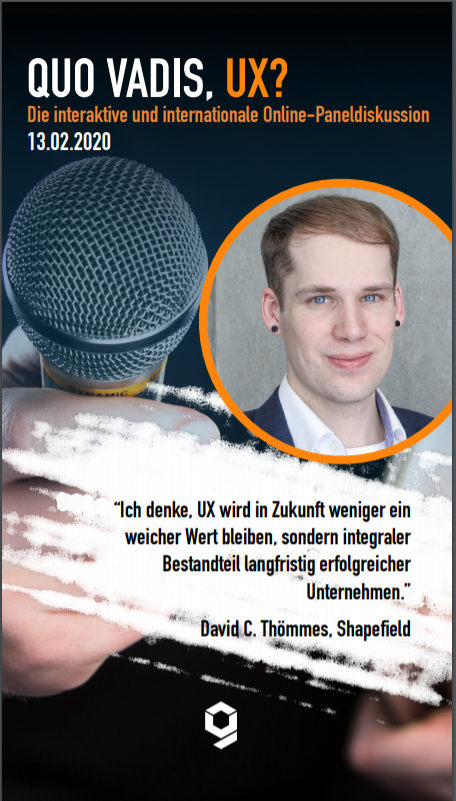 QUO VADIS, UX?
Die interaktive und internationale Online-Paneldiskussion
13.02.2020
DYNAMIC
“Ich denke, UX wird in Zukunft weniger ein
weicher Wert bleiben, sondern integraler
Bestandteil langfristig erfolgreicher
Unternehmen.”
David C. Thömmes, Shapefield